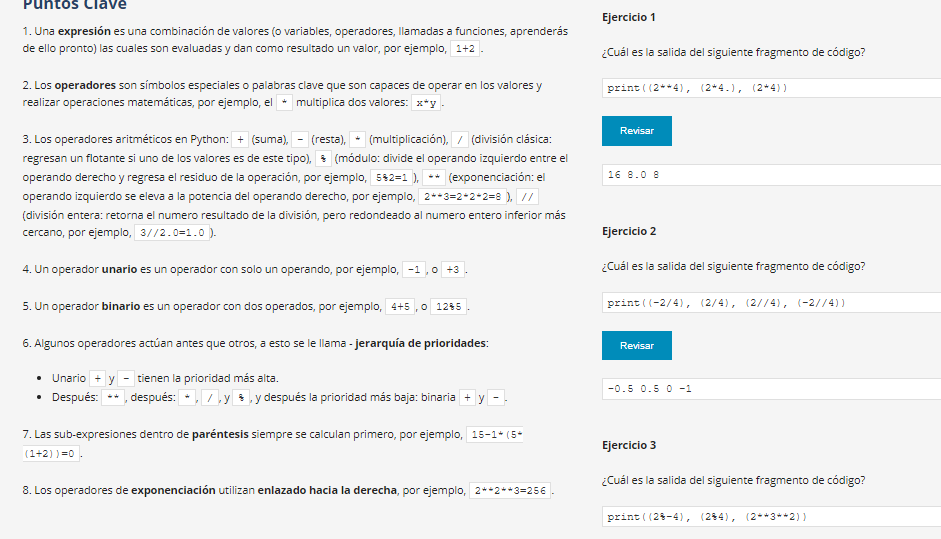 Puntos Clave
1. Una expresión es una combinación de valores (o variables, operadores, llamadas a funciones, aprenderás
de ello pronto) las cuales son evaluadas y dan como resultado un valor, por ejemplo, 1+2 .
2. Los operadores son símbolos especiales o palabras clave que son capaces de operar en los valores y
realizar operaciones matemáticas, por ejemplo, el * multiplica dos valores: x*y .
3. Los operadores aritméticos en Python: + (suma), - (resta), * (multiplicación), / (división clásica:
regresan un flotante si uno de los valores es de este tipo), % (módulo: divide el operando izquierdo entre el
operando derecho y regresa el residuo de la operación, por ejemplo, 5%2=1 ), ** (exponenciación: el
operando izquierdo se eleva a la potencia del operando derecho, por ejemplo, 2**3=2*2*2=8 ), //
(división entera: retorna el numero resultado de la división, pero redondeado al numero entero inferior más
cercano, por ejemplo, 3//2.0=1.0 ).
4. Un operador unario es un operador con solo un operando, por ejemplo, -1 , o +3 .
5. Un operador binario es un operador con dos operados, por ejemplo, 4+5 , o 12%5 .
6. Algunos operadores actúan antes que otros, a esto se le llama - jerarquía de prioridades:
• Unario + y - tienen la prioridad más alta.
• Después: ** , después: * , / , y % , y después la prioridad más baja: binaria + y - .
7. Las sub-expresiones dentro de paréntesis siempre se calculan primero, por ejemplo, 15-1*(5*
(1+2))=0 .
8. Los operadores de exponenciación utilizan enlazado hacia la derecha, por ejemplo, 2**2**3=256 .
Ejercicio 1
¿Cuál es la salida del siguiente fragmento de código?
print((2**4), (2*4.), (2*4))
Revisar
16 8.0 8
Ejercicio 2
¿Cuál es la salida del siguiente fragmento de código?
print((-2/4), (2/4), (2//4), (-2//4))
Revisar
-0.5 0.5 0 -1
Ejercicio 3
¿Cuál es la salida del siguiente fragmento de código?
print((2%-4), (2%4), (2**3**2))